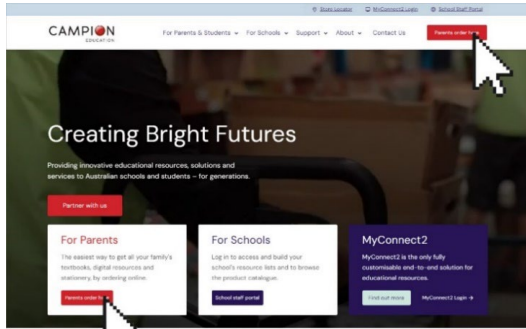 Store Locator MyConnect2 Login School Staff Portal
CAMPION
EDUCATION
For Parents & Students For Schools Support About Contact Us Parents order
Creating Bright Futures
Providing innovative educational resources, solutions and
services to Australian schools and students – for generations.
Partner with us
For Parents
The easiest way to get all your family's
textbooks, digital resources and
stationery, by ordering online.
Parents order
For Schools
Log in to access and build your
school's resource lists and to browse
the product catalogue.
School staff portal
MyConnect2
MyConnect2 is the only fully
customisable end-to-end solution for
educational resources.
Find out more MyConnect2 Login →